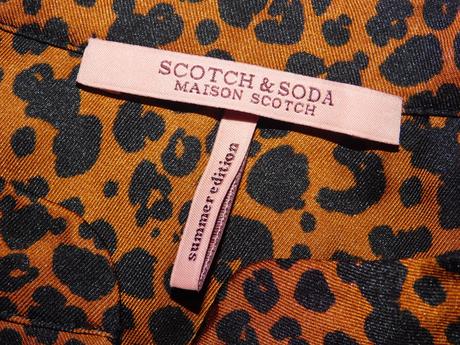 SCOTCH & SODA
MAISON SCOTCH
summer edition